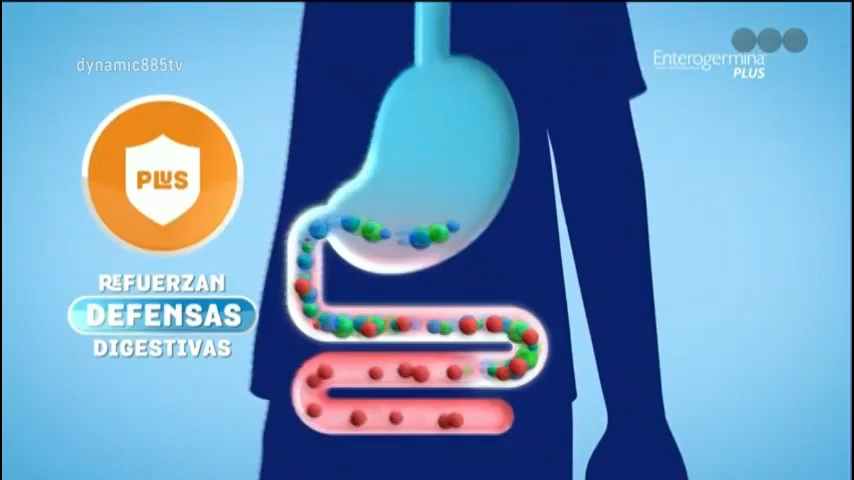 dynamic885tv
Enterogermina
PLUS
PLUS
REFUERZAN
DEFENSAS
DIGESTIVAS